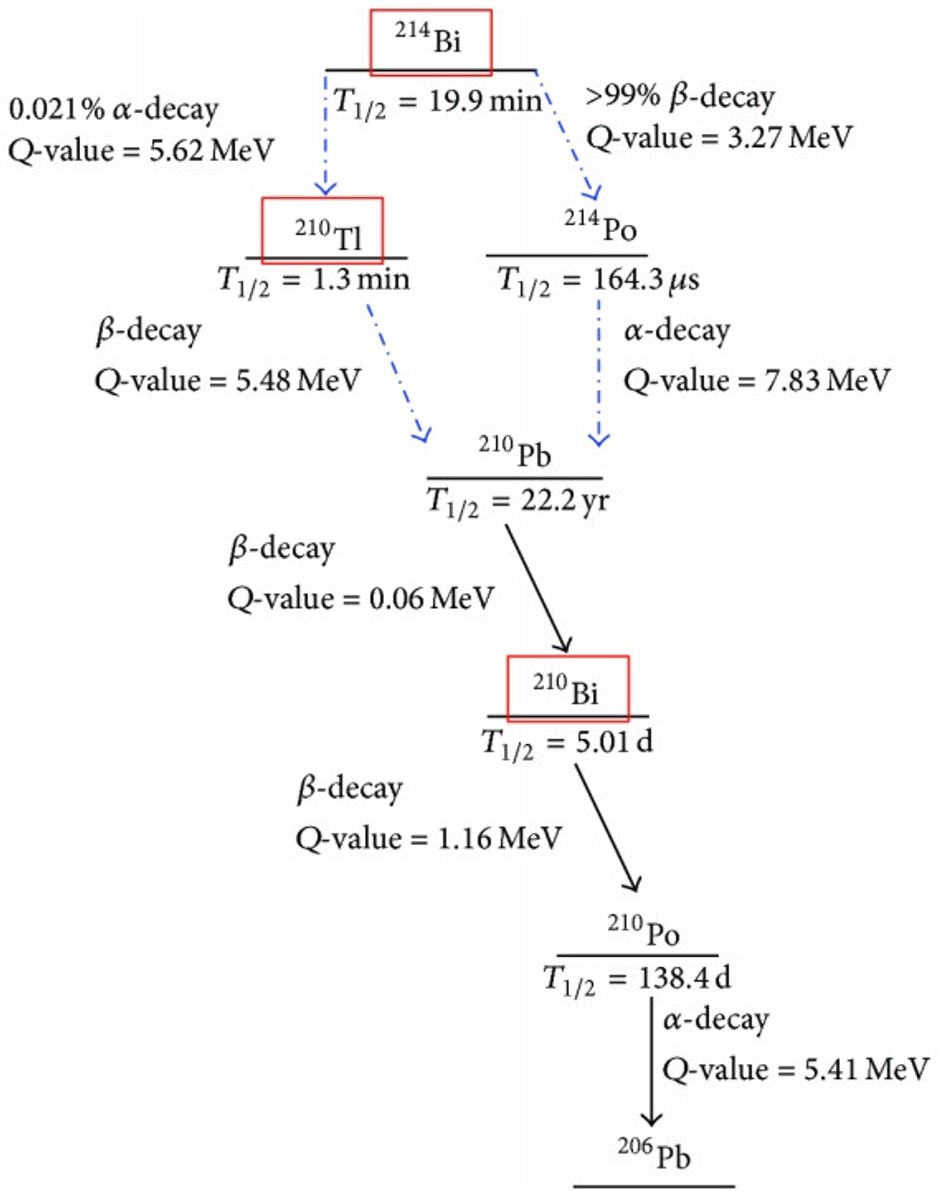 ²¹⁴Bi
T₁/₂ = 19.9 min
0.021% α-decay
Q-value = 5.62 MeV
>99% β-decay
Q-value = 3.27 MeV
²¹⁰Tl
T₁/₂ = 1.3 min
²¹⁴Po
T₁/₂ = 164.3 μs
β-decay
Q-value = 5.48 MeV
α-decay
Q-value = 7.83 MeV
²¹⁰Pb
T₁/₂ = 22.2 yr
β-decay
Q-value = 0.06 MeV
²¹⁰Bi
T₁/₂ = 5.01 d
β-decay
Q-value = 1.16 MeV
²¹⁰Po
T₁/₂ = 138.4 d
α-decay
Q-value = 5.41 MeV
²⁰⁶Pb